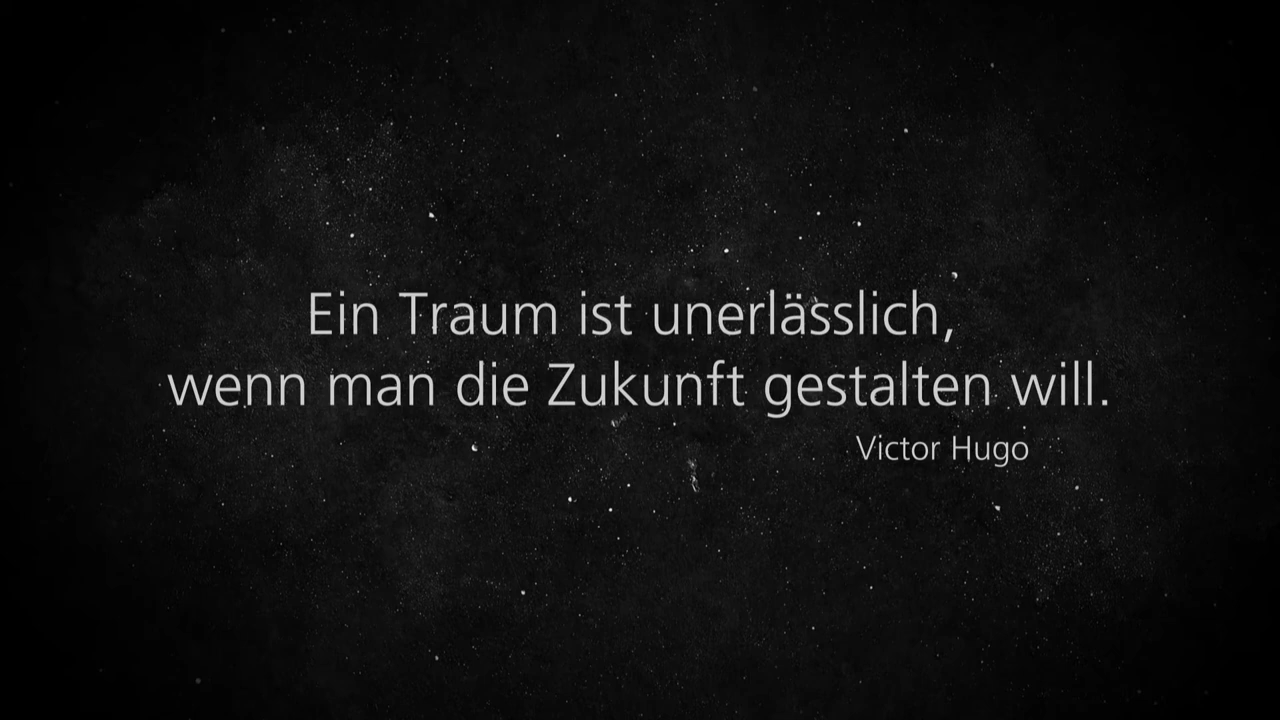 Ein Traum ist unerlässlich,
wenn man die Zukunft gestalten will.
Victor Hugo